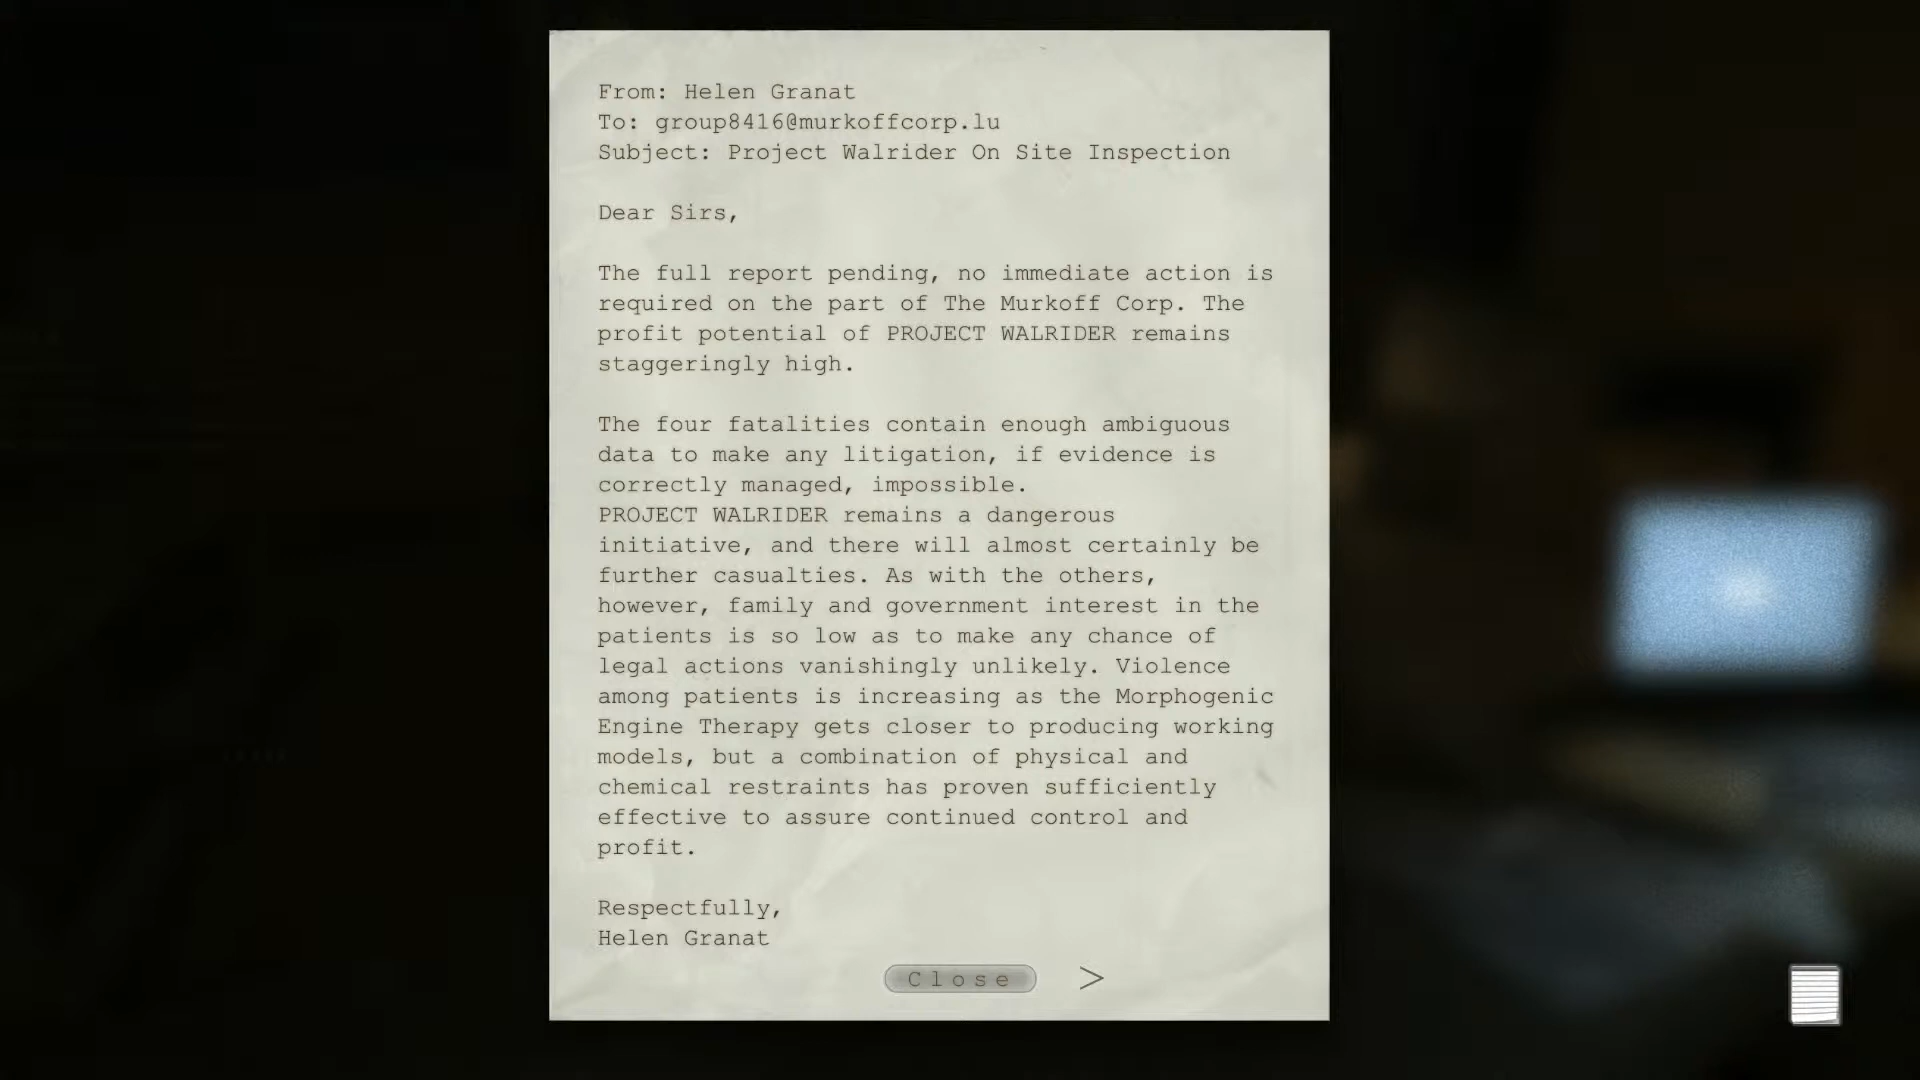 From: Helen Granat
To: group8416@murkoffcorp.lu
Subject: Project Walrider On Site Inspection
Dear Sirs,
The full report pending, no immediate action is
required on the part of The Murkoff Corp. The
profit potential of PROJECT WALRIDER remains
staggeringly high.
The four fatalities contain enough ambiguous
data to make any litigation, if evidence is
correctly managed, impossible.
PROJECT WALRIDER remains a dangerous
initiative, and there will almost certainly be
further casualties. As with the others,
however, family and government interest in the
patients is so low as to make any chance of
legal actions vanishingly unlikely. Violence
among patients is increasing as the Morphogenic
Engine Therapy gets closer to producing working
models, but a combination of physical and
chemical restraints has proven sufficiently
effective to assure continued control and
profit.
Respectfully,
Helen Granat
Close >